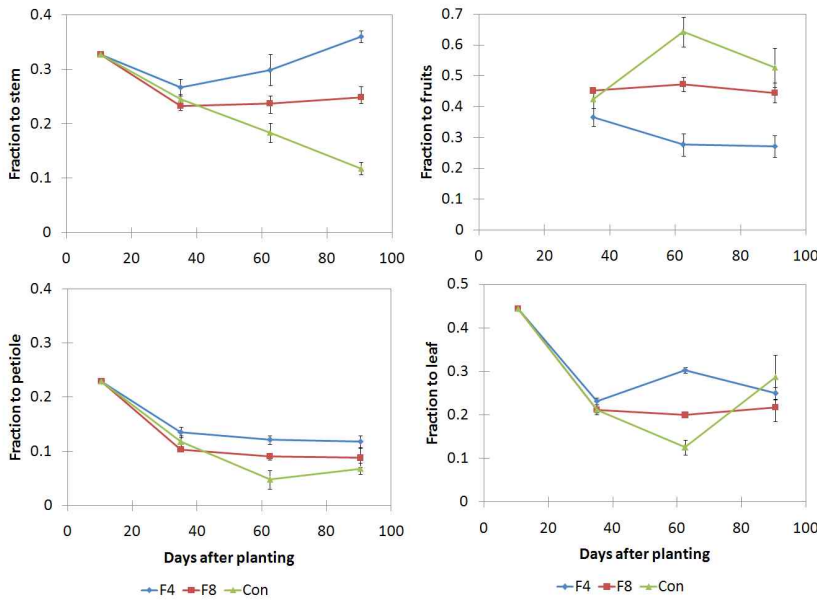 Fraction to stem
0.4
0.3
0.2
0.1
0
0 20 40 60 80 100
Fraction to fruits
0.7
0.6
0.5
0.4
0.3
0.2
0.1
0
0 20 40 60 80 100
Fraction to petiole
0.4
0.3
0.2
0.1
0
0 20 40 60 80 100
Days after planting
F4 F8 Con
Fraction to leaf
0.5
0.4
0.3
0.2
0.1
0
0 20 40 60 80 100
Days after planting
F4 F8 Con